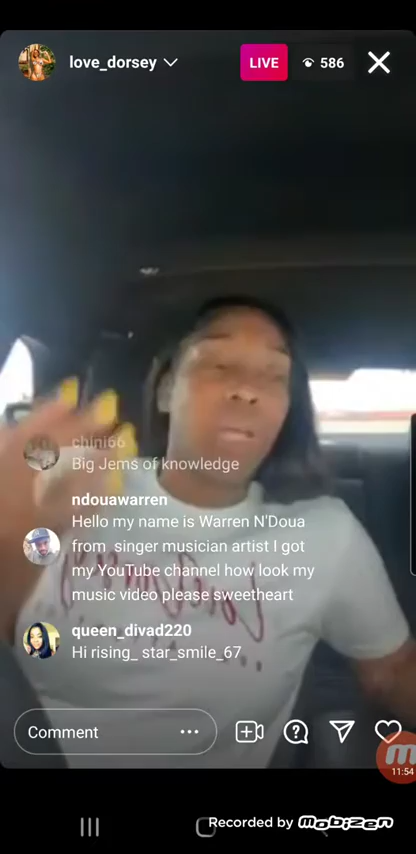 love_dorsey
LIVE
586
chini66
Big Jems of knowledge
ndouawarren
Hello my name is Warren N'Doua
from singer musician artist I got
my YouTube channel how look my
music video please sweetheart
queen_divad220
Hi rising_ star_smile_67
Comment
11:54
Recorded by mobizen